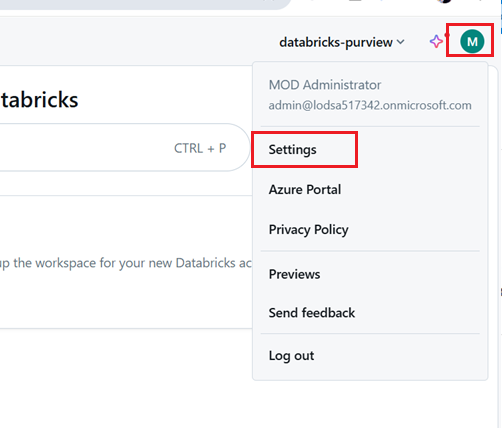 databricks-purview
M
tabricks
MOD Administrator
admin@lodsa517342.onmicrosoft.com
CTRL + P
Settings
Azure Portal
Privacy Policy
up the workspace for your new Databricks ac
Previews
Send feedback
Log out